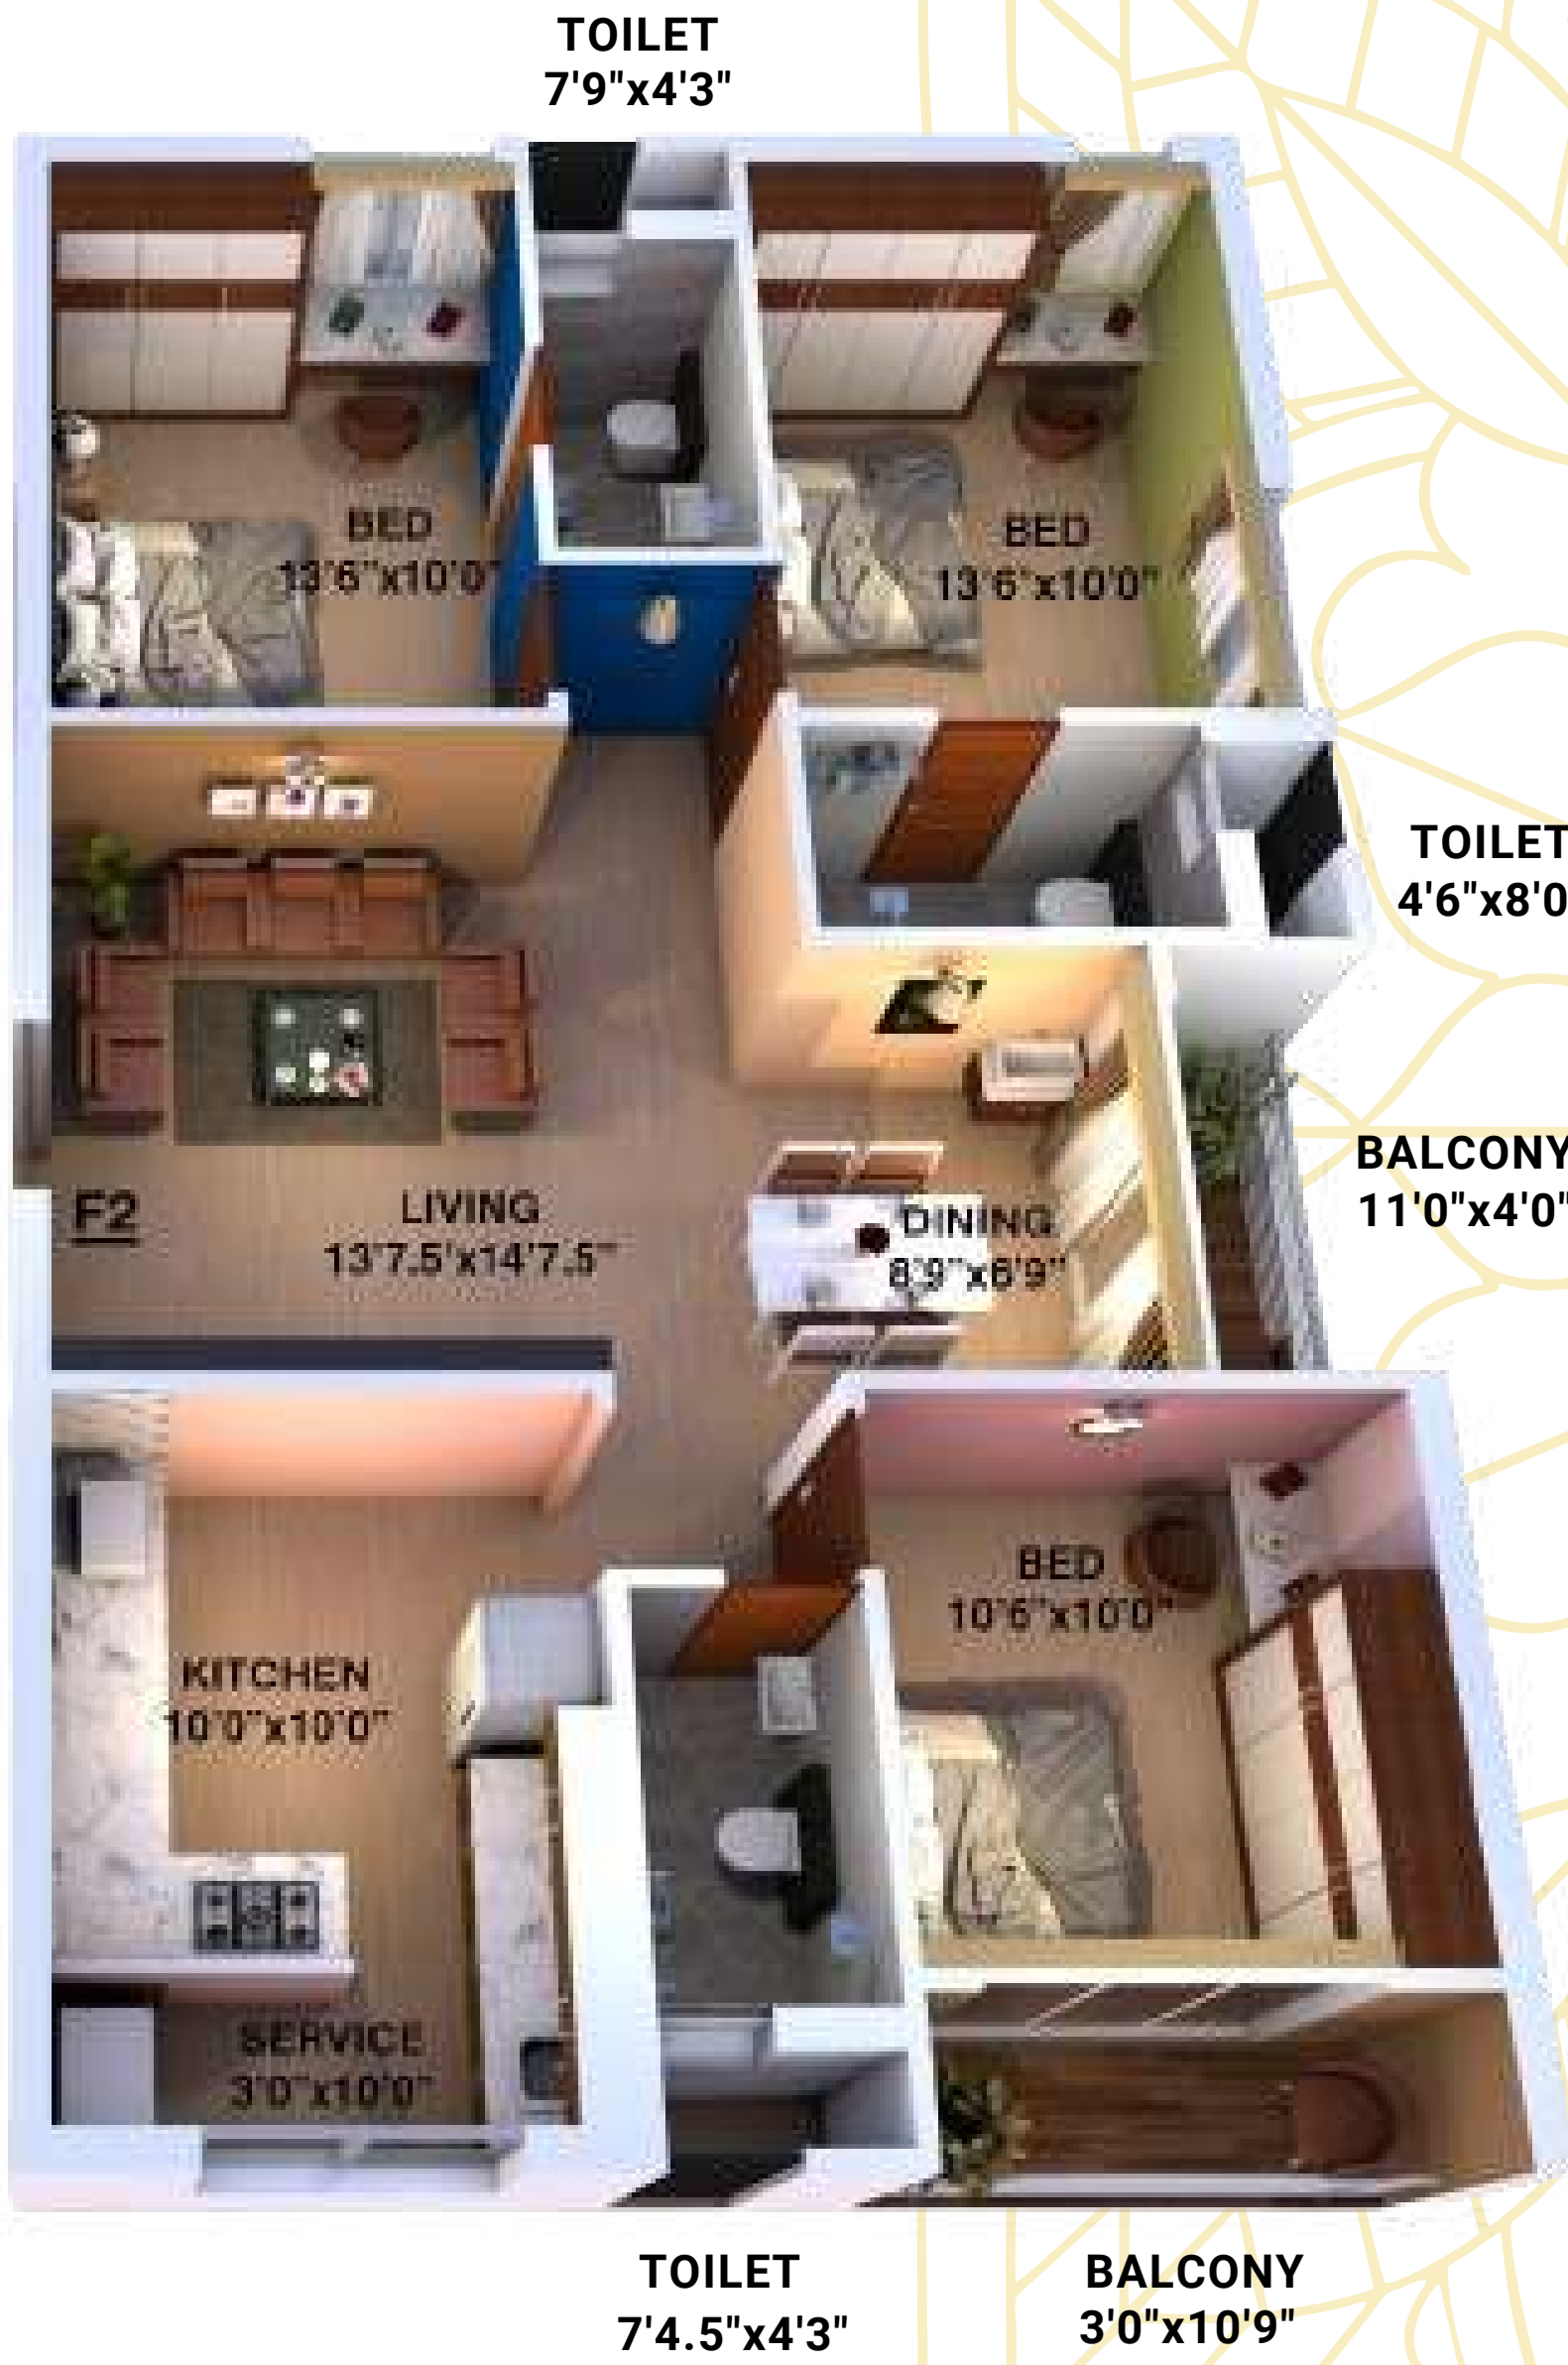 TOILET
7'9"x4'3"
BED
13'6"x10'0"
BED
13'6"x10'0"
TOILET
4'6"x8'0
BALCONY
11'0"x4'0"
F2
LIVING
13'7.5'x14'7.5"
DINING
8'9"x6'9"
BED
10'6"x10'0"
KITCHEN
10'0"x10'0"
SERVICE
3'0"x10'0"
TOILET
7'4.5"x4'3"
BALCONY
3'0"x10'9"